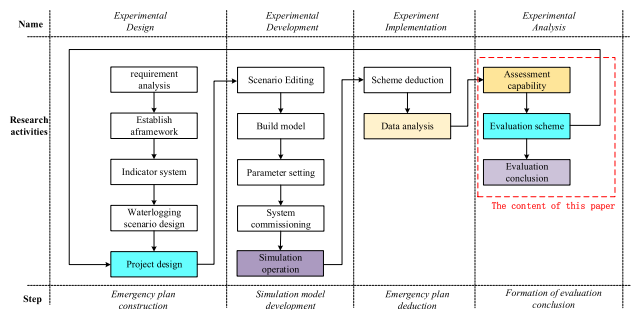 Name
Experimental
Design
Experimental
Development
Experiment
Implementation
Experimental
Analysis
Research
activities
requirement
analysis
Establish
aframework
Indicator system
Waterlogging
scenario design
Project design
Scenario Editing
Build model
Parameter setting
System
commissioning
Simulation
operation
Scheme deduction
Data analysis
Assessment
capability
Evaluation scheme
Evaluation
conclusion
The content of this paper
Step
Emergency plan
construction
Simulation model
development
Emergency plan
deduction
Formation of evaluation
conclusion